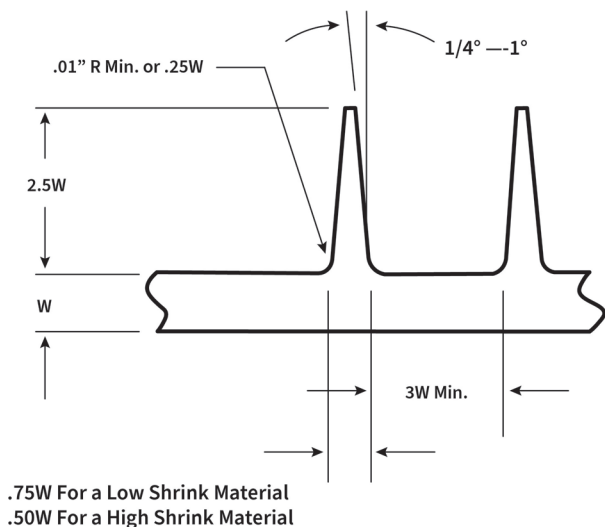 1/4° —-1°
.01” R Min. or .25W
2.5W
W
3W Min.
.75W For a Low Shrink Material
.50W For a High Shrink Material